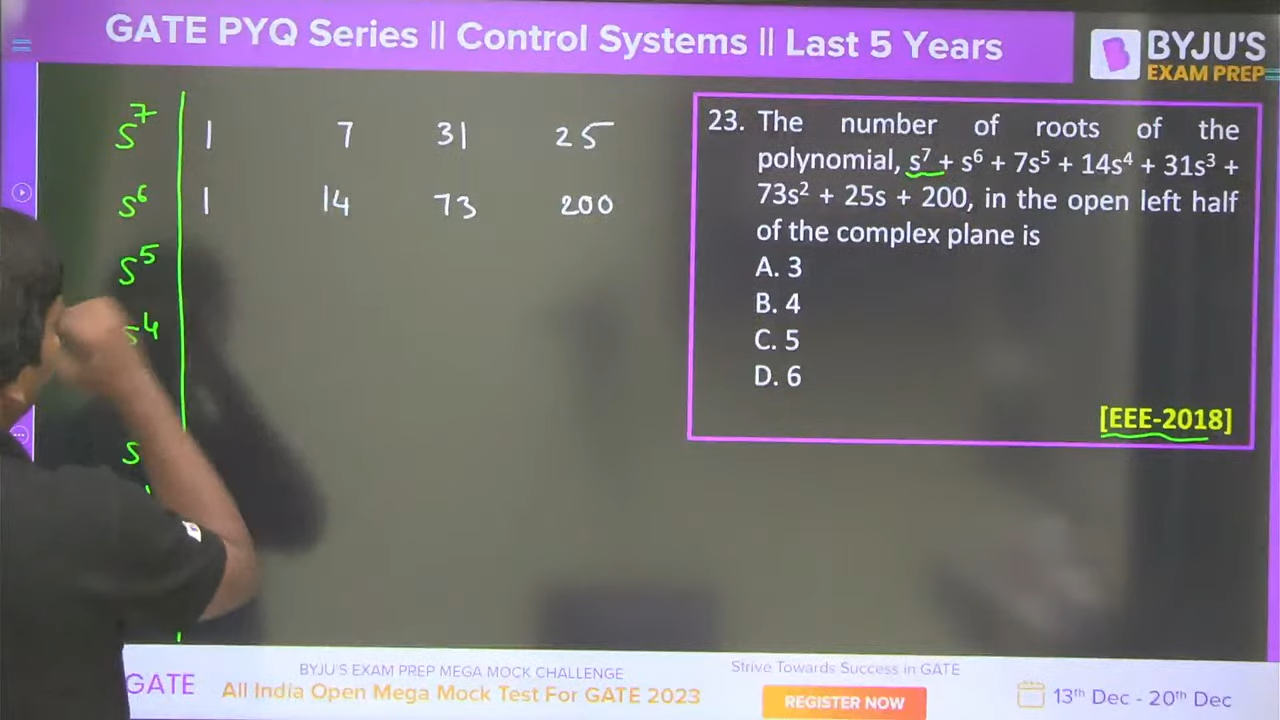 GATE PYQ Series || Control Systems || Last 5 Years
BYJU'S
EXAM PREP
s⁷ 1 7 31 25
s⁶ 1 14 73 200
s⁵
s⁴
s
23. The number of roots of the
polynomial, s⁷ + s⁶ + 7s⁵ + 14s⁴ + 31s³ +
73s² + 25s + 200, in the open left half
of the complex plane is
A. 3
B. 4
C. 5
D. 6
[EEE-2018]
GATE
BYJU'S EXAM PREP MEGA MOCK CHALLENGE
All India Open Mega Mock Test For GATE 2023
Strive Towards Success in GATE
REGISTER NOW
13th Dec - 20th Dec